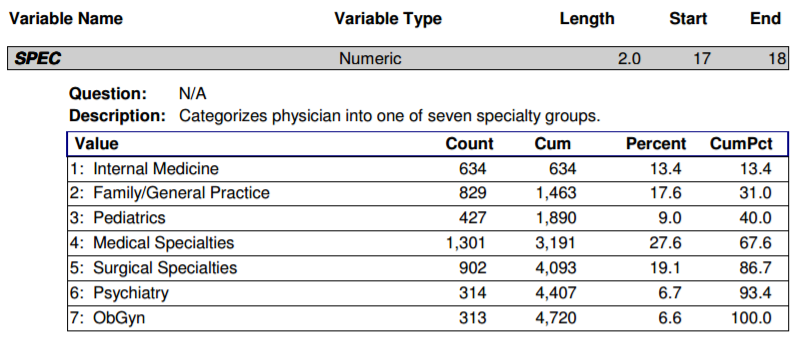 Variable Name Variable Type Length Start End
SPEC Numeric 2.0 17 18
Question: N/A
Description: Categorizes physician into one of seven specialty groups.
Value Count Cum Percent CumPct
1: Internal Medicine 634 634 13.4 13.4
2: Family/General Practice 829 1,463 17.6 31.0
3: Pediatrics 427 1,890 9.0 40.0
4: Medical Specialties 1,301 3,191 27.6 67.6
5: Surgical Specialties 902 4,093 19.1 86.7
6: Psychiatry 314 4,407 6.7 93.4
7: ObGyn 313 4,720 6.6 100.0